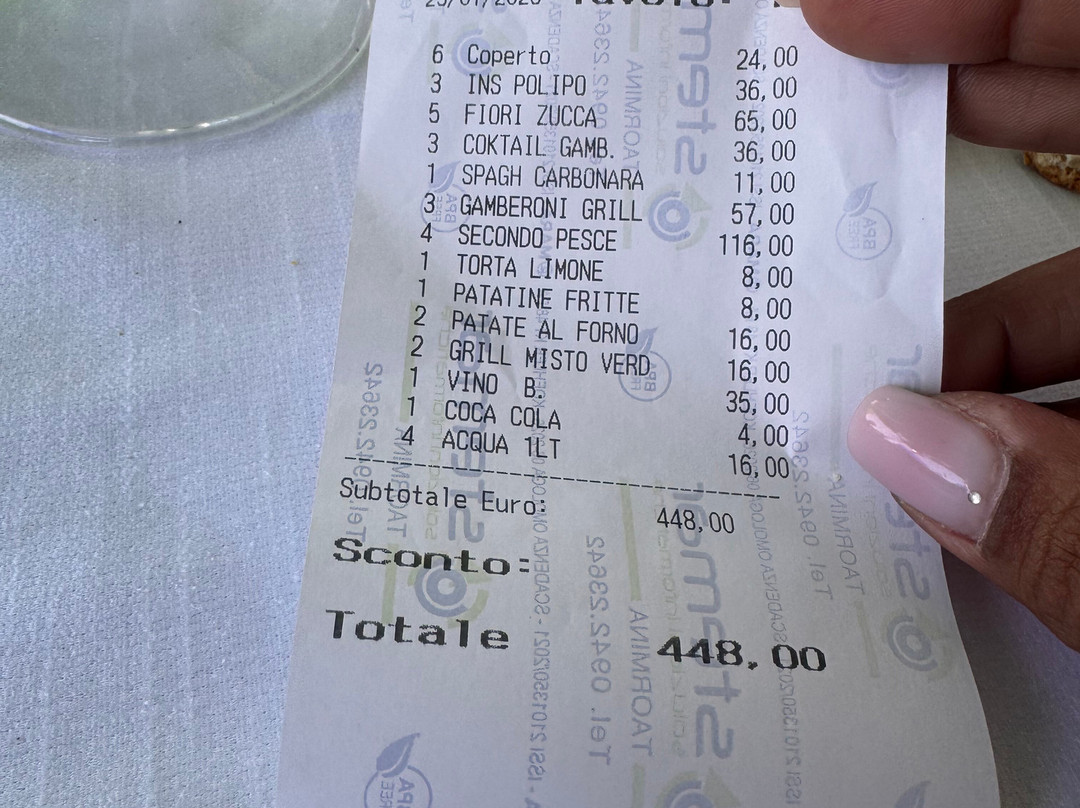 6 Coperto 24,00
3 INS POLIPO 36,00
5 FIORI ZUCCA 65,00
3 COKTAIL GAMB. 36,00
1 SPAGH CARBONARA 11,00
3 GAMBERONI GRILL 57,00
4 SECONDO PESCE 116,00
1 TORTA LIMONE 8,00
1 PATATINE FRITTE 8,00
2 PATATE AL FORNO 16,00
2 GRILL MISTO VERD 16,00
1 VINO B. 35,00
1 COCA COLA 4,00
4 ACQUA 1LT 16,00
Subtotale Euro: 448,00
Sconto:
Totale 448,00